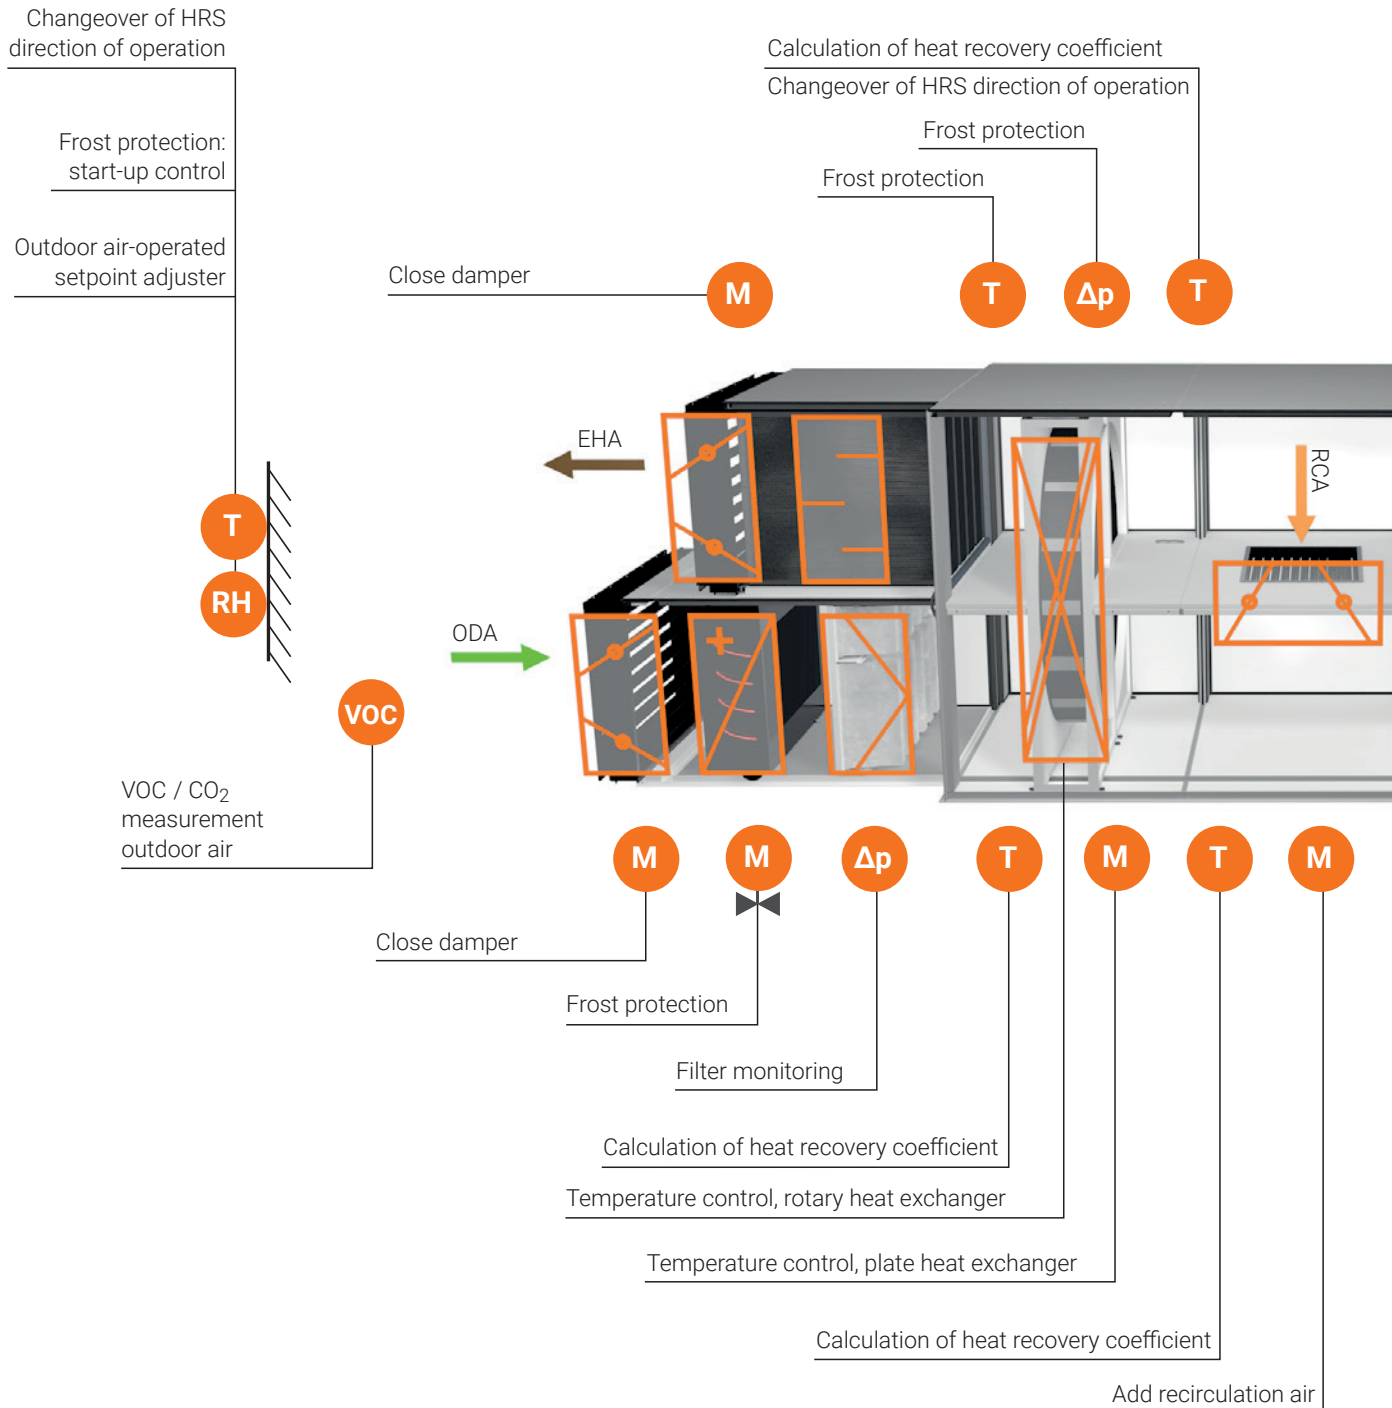 Changeover of HRS
direction of operation
Frost protection:
start-up control
Outdoor air-operated
setpoint adjuster
Calculation of heat recovery coefficient
Changeover of HRS direction of operation
Frost protection
Frost protection
Close damper
M
T
Δp
T
EHA
RCA
T
RH
ODA
VOC
VOC / CO₂
measurement
outdoor air
M
M
Δp
T
M
T
M
Close damper
Frost protection
Filter monitoring
Calculation of heat recovery coefficient
Temperature control, rotary heat exchanger
Temperature control, plate heat exchanger
Calculation of heat recovery coefficient
Add recirculation air